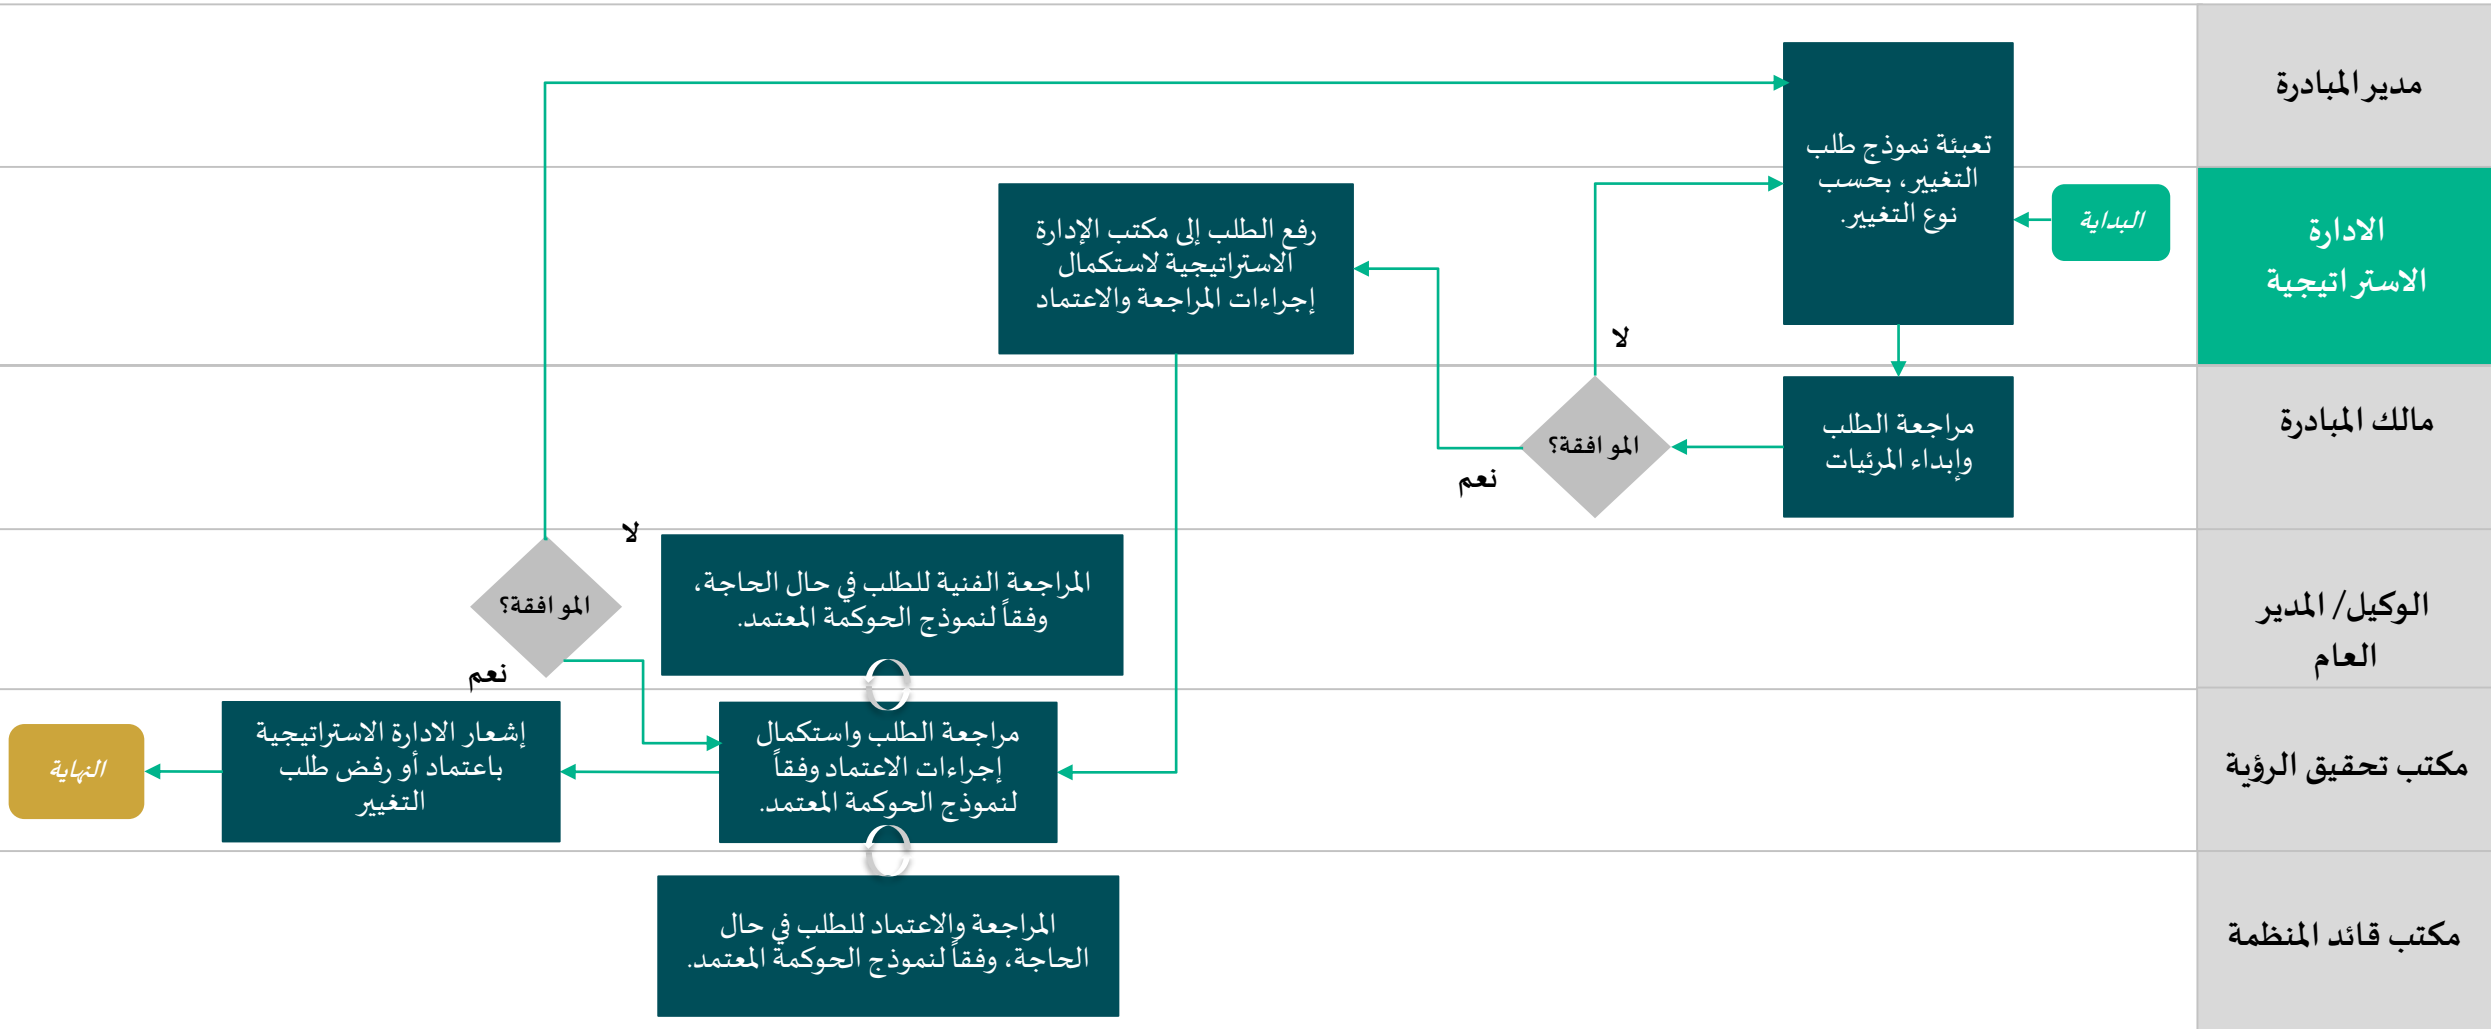 مدير المبادرة
تعبئة نموذج طلب
التغيير، بحسب
نوع التغيير.
الادارة
الاستراتيجية
البداية
رفع الطلب إلى مكتب الإدارة
الاستراتيجية لاستكمال
إجراءات المراجعة والاعتماد
لا
مالك المبادرة
مراجعة الطلب
وإبداء المرئيات
الموافقة؟
نعم
الوكيل/ المدير
العام
المراجعة الفنية للطلب في حال الحاجة،
وفقاً لنموذج الحوكمة المعتمد.
لا
الموافقة؟
نعم
مكتب تحقيق الرؤية
مراجعة الطلب واستكمال
إجراءات الاعتماد وفقاً
لنموذج الحوكمة المعتمد.
إشعار الادارة الاستراتيجية
باعتماد أو رفض طلب
التغيير
النهاية
مكتب قائد المنظمة
المراجعة والاعتماد للطلب في حال
الحاجة، وفقاً لنموذج الحوكمة المعتمد.